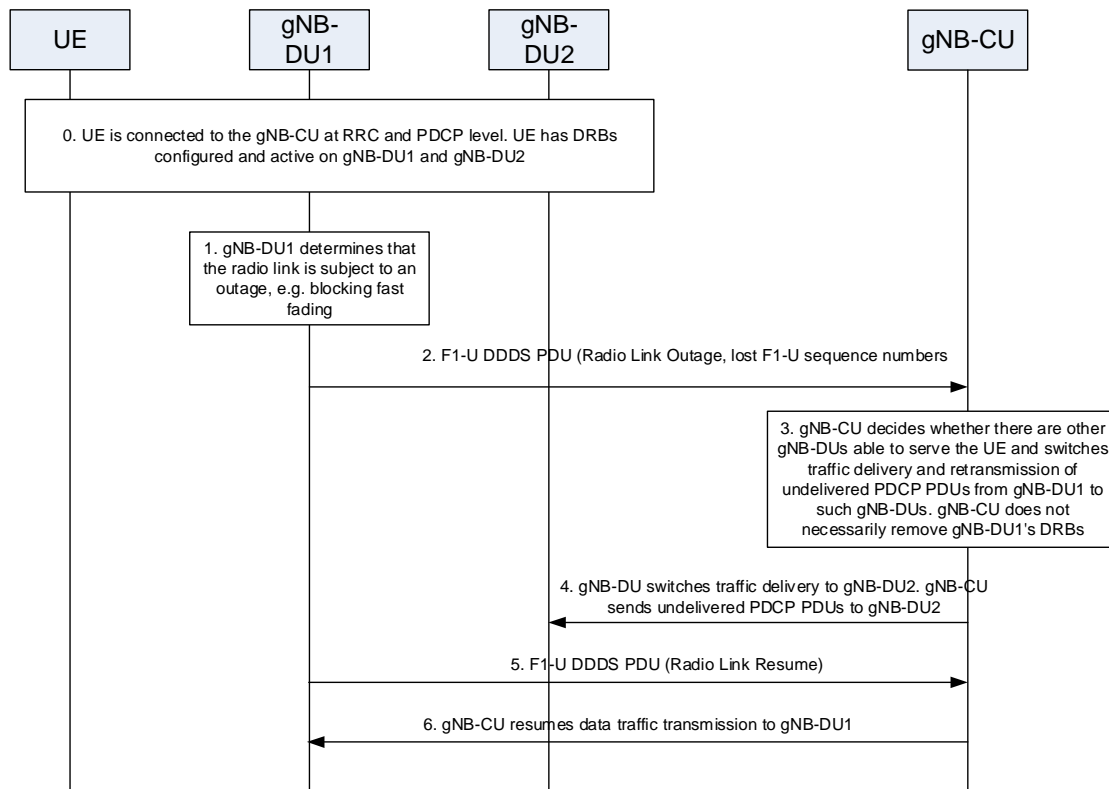 UE
gNB-
DU1
gNB-
DU2
gNB-CU
0. UE is connected to the gNB-CU at RRC and PDCP level. UE has DRBs
configured and active on gNB-DU1 and gNB-DU2
1. gNB-DU1 determines that
the radio link is subject to an
outage, e.g. blocking fast
fading
2. F1-U DDDS PDU (Radio Link Outage, lost F1-U sequence numbers
3. gNB-CU decides whether there are other
gNB-DUs able to serve the UE and switches
traffic delivery and retransmission of
undelivered PDCP PDUs from gNB-DU1 to
such gNB-DUs. gNB-CU does not
necessarily remove gNB-DU1's DRBs
4. gNB-DU switches traffic delivery to gNB-DU2. gNB-CU
sends undelivered PDCP PDUs to gNB-DU2
5. F1-U DDDS PDU (Radio Link Resume)
6. gNB-CU resumes data traffic transmission to gNB-DU1